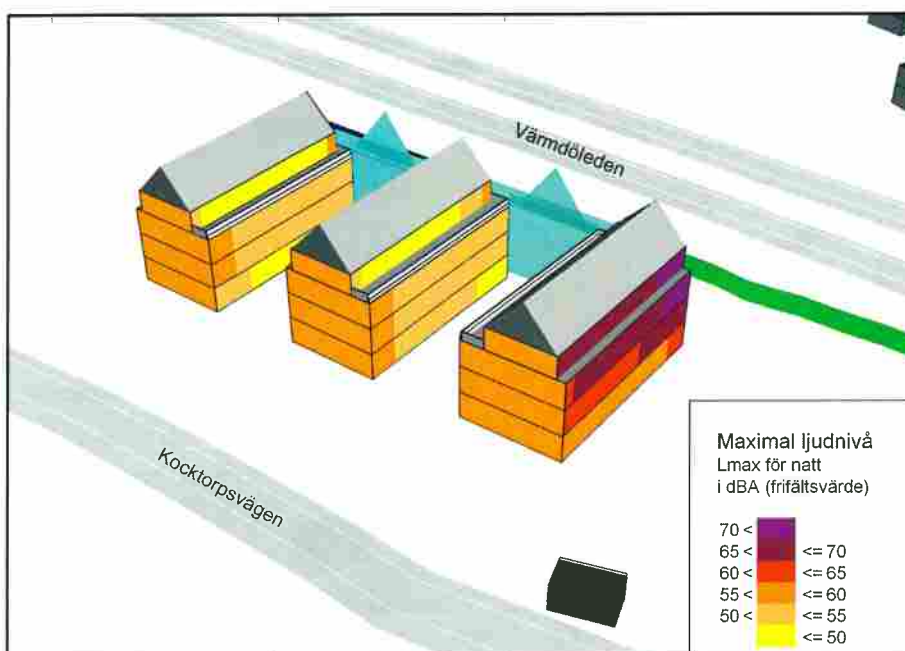 Värmdöleden
Kocktorpsvägen
Maximal ljudnivå
Lmax för natt
i dBA (frifältsvärde)
70 <
65 < <= 70
60 < <= 65
55 < <= 60
50 < <= 55
<= 50